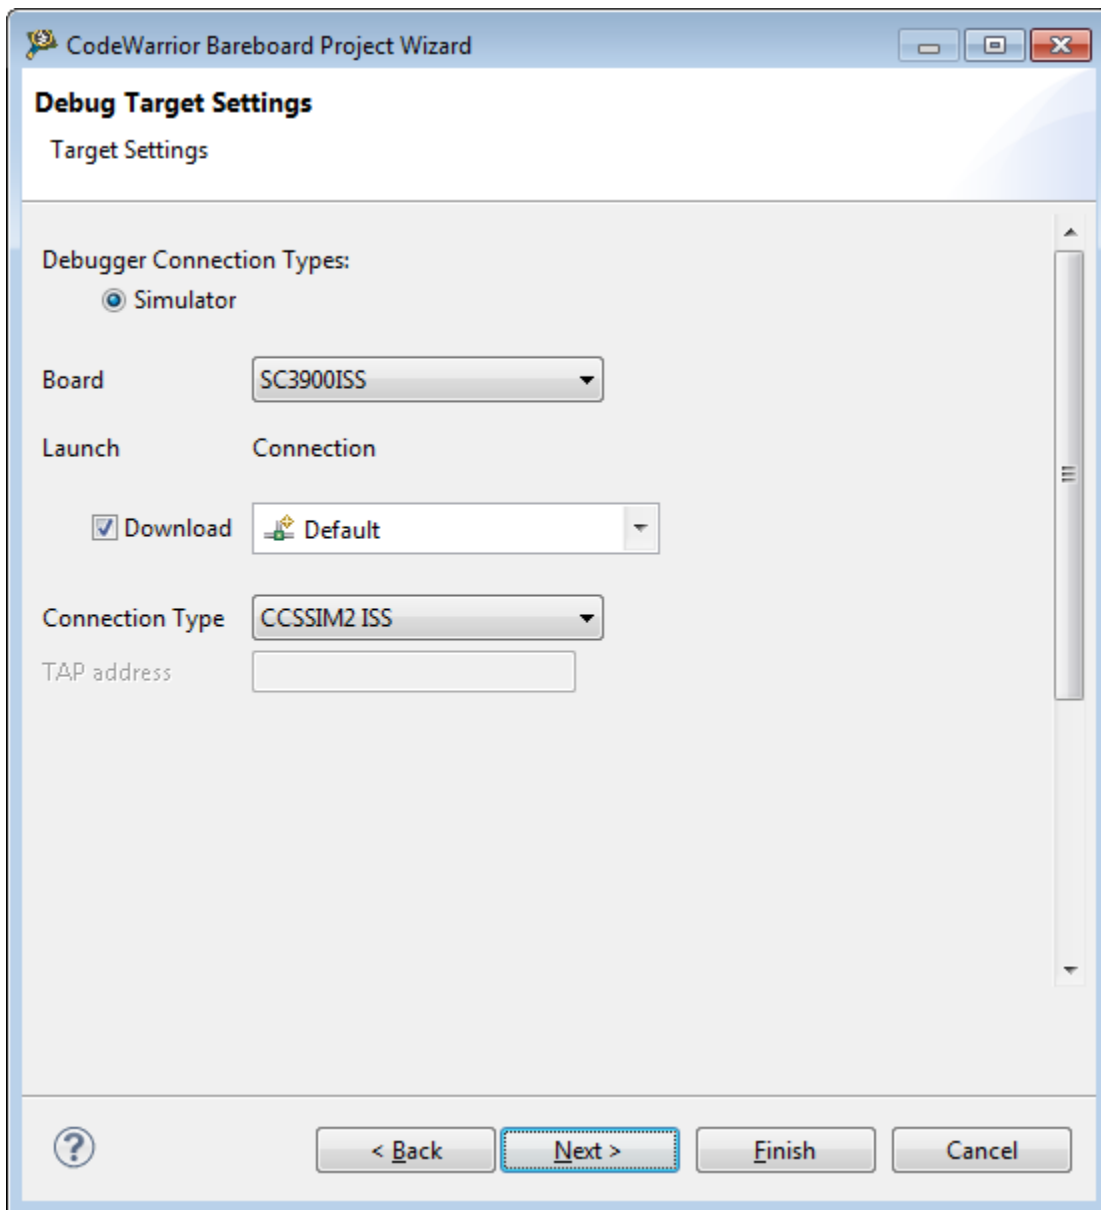 CodeWarrior Bareboard Project Wizard
Debug Target Settings
Target Settings
Debugger Connection Types:
Simulator
Board SC3900ISS
Launch Connection
Download Default
Connection Type CCSSIM2 ISS
TAP address
< Back Next > Finish Cancel